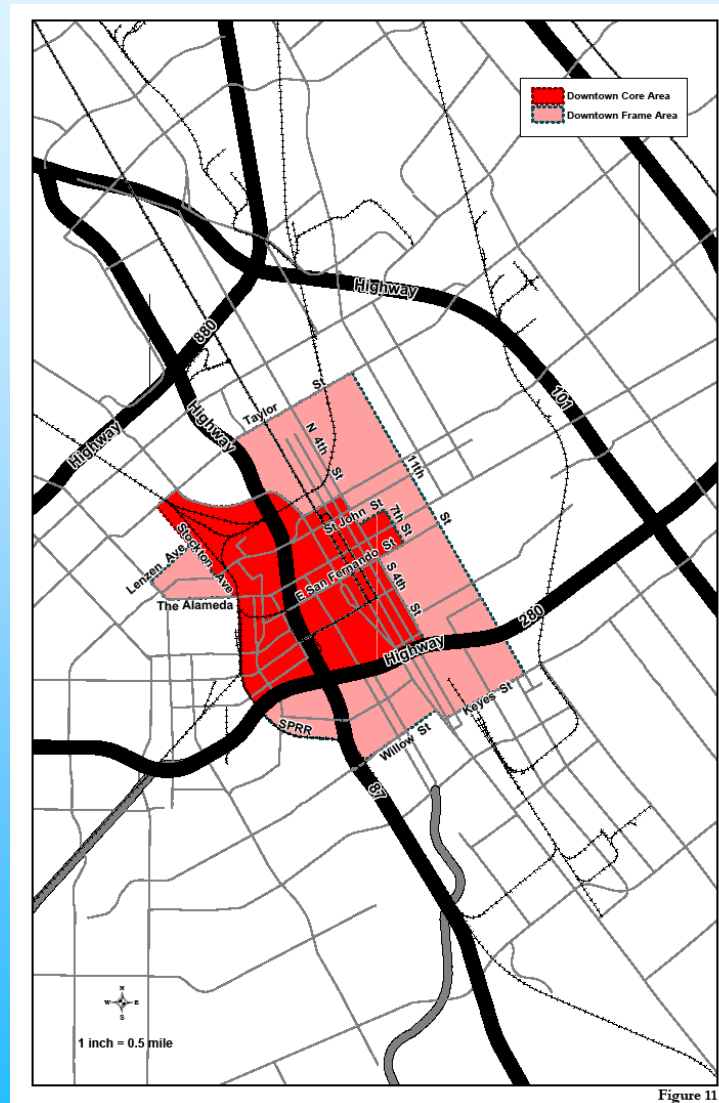 Downtown Core Area
Downtown Frame Area
Highway
880
101
Highway
Highway
Taylor St
N 4th St
11th St
St John St
7th St
Stockton Ave
Lenzen Ave
E San Fernando St
The Alameda
S 4th St
280
Highway
Keyes St
SPRR
Willow St
87
N
W E
S
1 inch = 0.5 mile
Figure 11